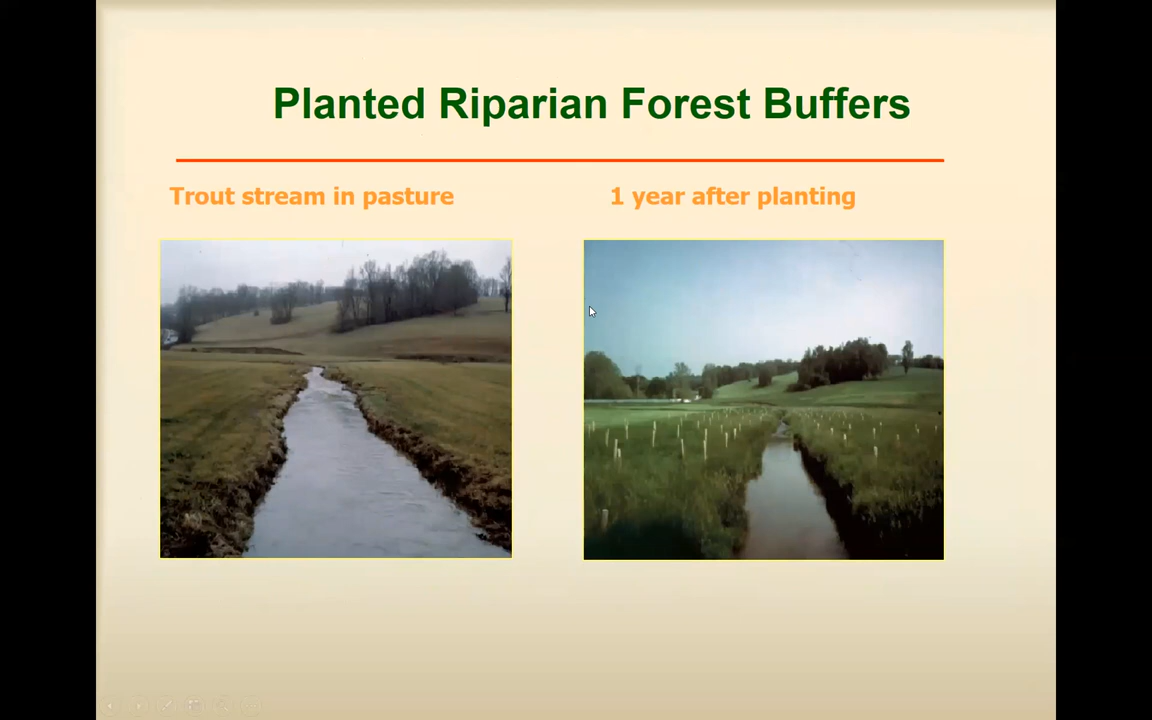 Planted Riparian Forest Buffers
Trout stream in pasture
1 year after planting